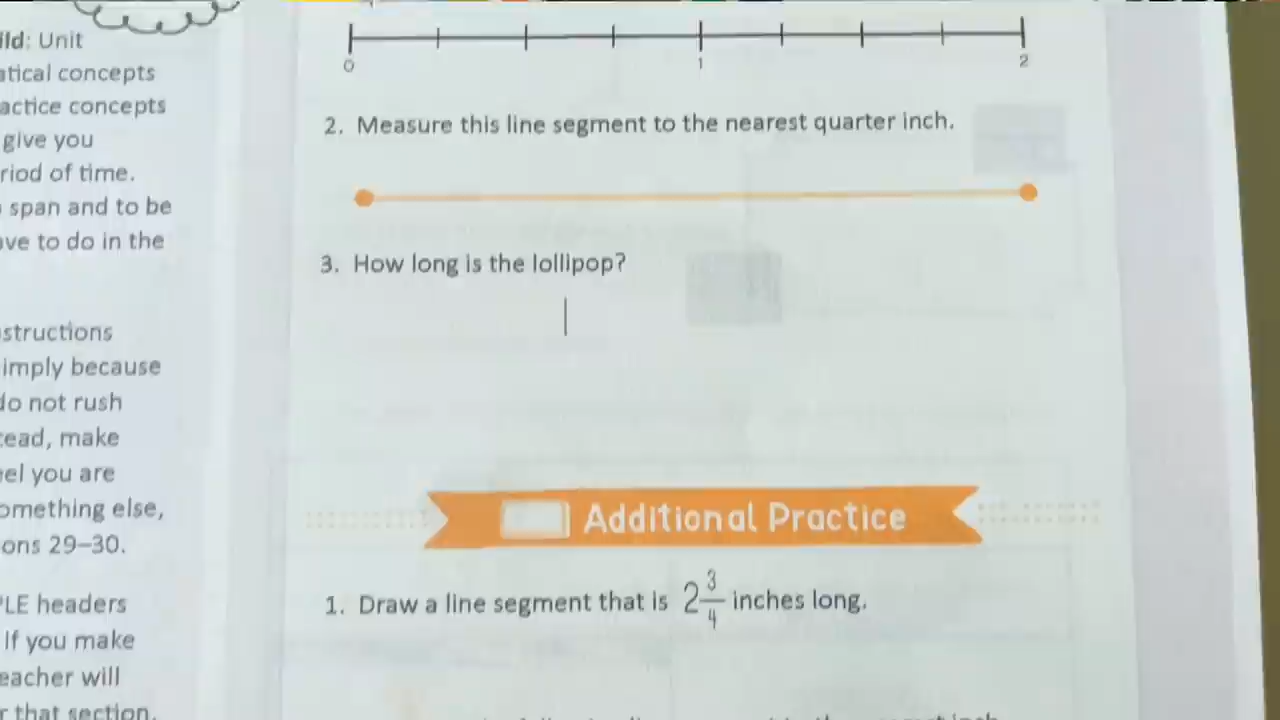 ild: Unit
atical concepts
actice concepts
give you
riod of time.
span and to be
ave to do in the
structions
imply because
do not rush
tead, make
eel you are
omething else,
ons 29–30.
PLE headers
If you make
eacher will
r that section.
0 1 2
2. Measure this line segment to the nearest quarter inch.
3. How long is the lollipop?
Additional Practice
1. Draw a line segment that is 2 3/4 inches long.